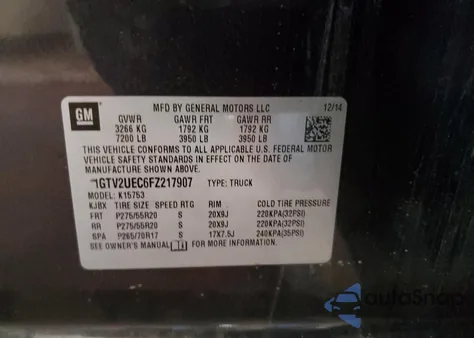 GM
MFD BY GENERAL MOTORS LLC 12/14
GVWR GAWR FRT GAWR RR
3266 KG 1792 KG 1792 KG
7200 LB 3950 LB 3950 LB
THIS VEHICLE CONFORMS TO ALL APPLICABLE U.S. FEDERAL MOTOR
VEHICLE SAFETY STANDARDS IN EFFECT ON THE DATE OF
MANUFACTURE SHOWN ABOVE.
1GTV2UEC6FZ217907 TYPE: TRUCK
MODEL: K15753
KJBX TIRE SIZE SPEED RTG RIM COLD TIRE PRESSURE
FRT P275/55R20 S 20X9J 220KPA(32PSI)
RR P275/55R20 S 20X9J 220KPA(32PSI)
SPA P265/70R17 S 17X7.5J 240KPA(35PSI)
SEE OWNER'S MANUAL FOR MORE INFORMATION.
autoSnap